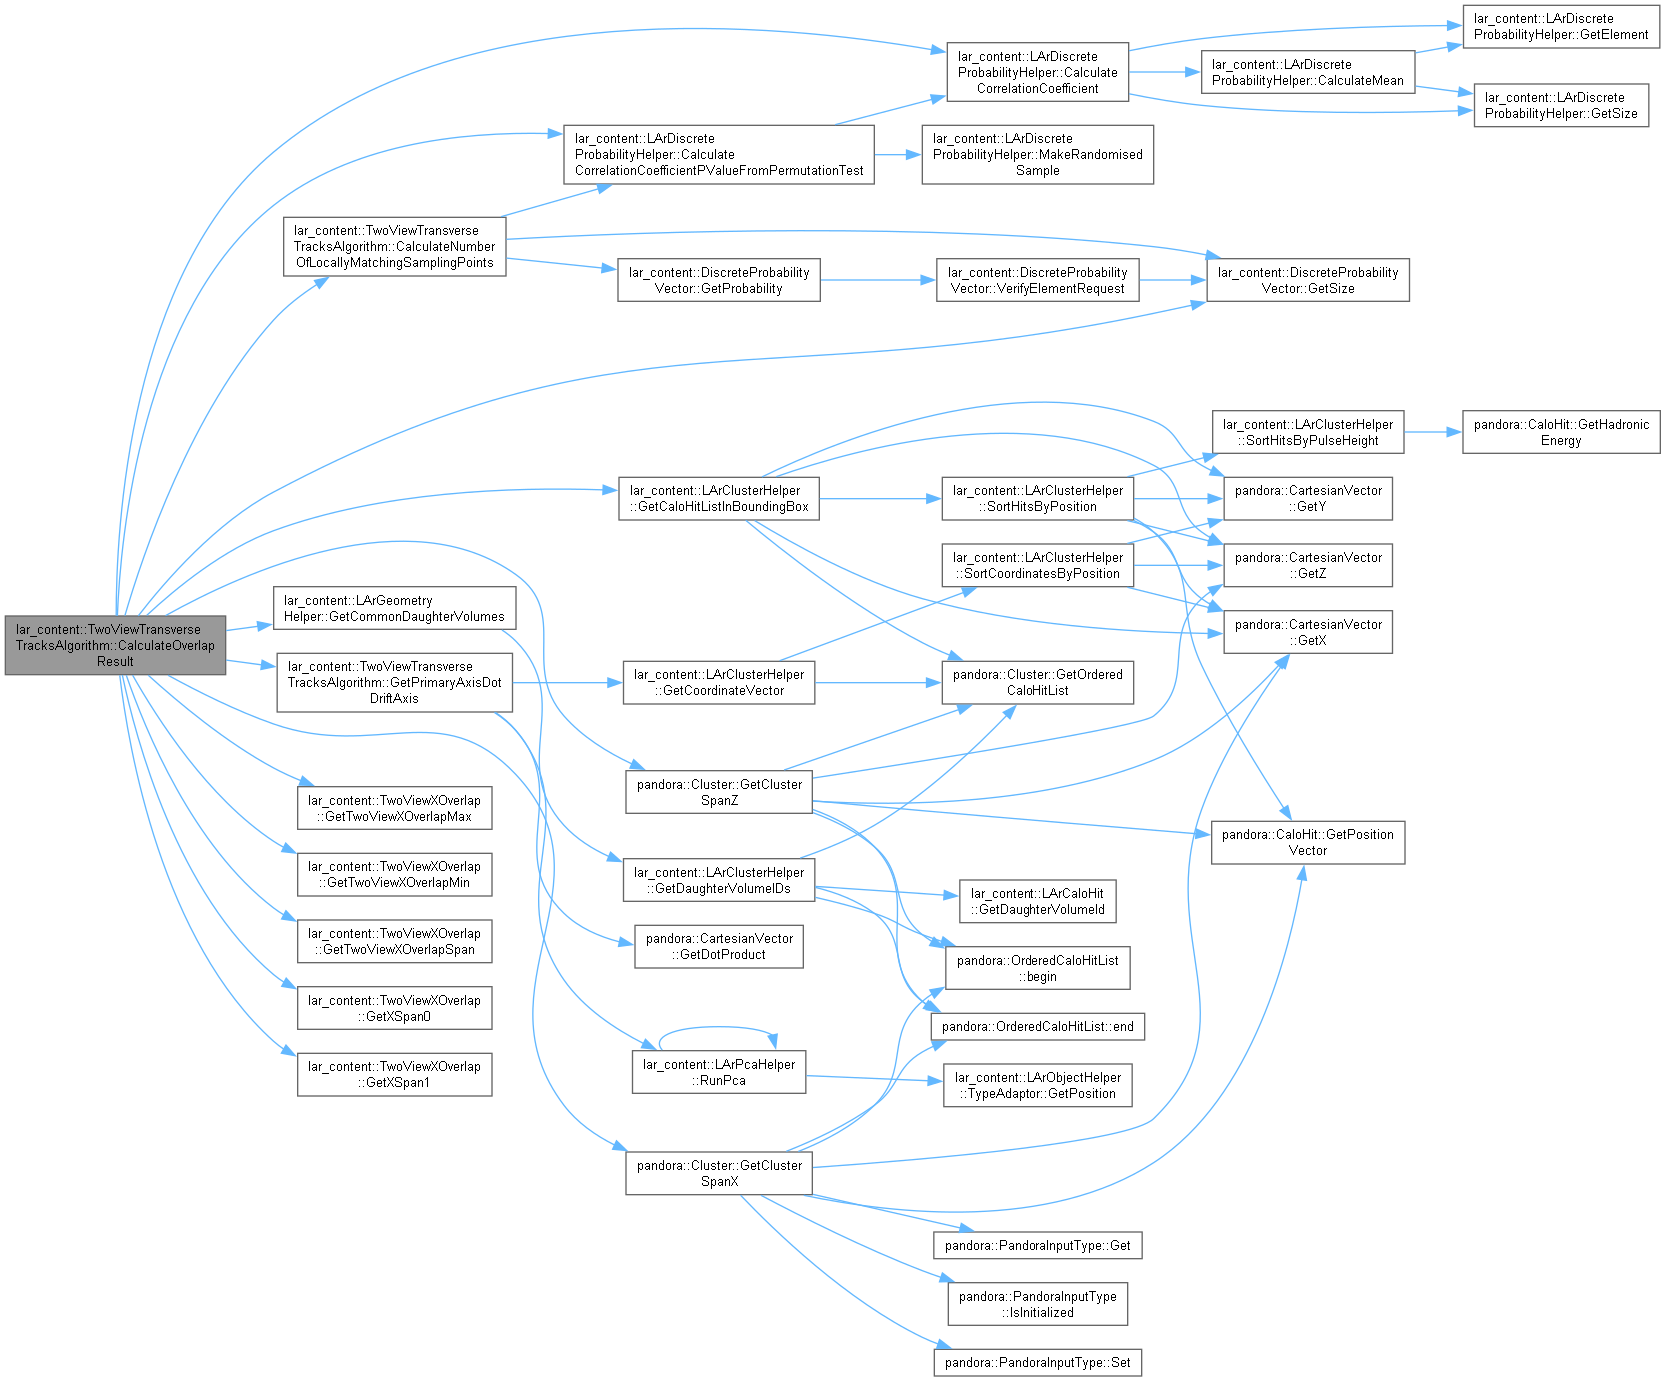 lar_content::LArDiscrete
ProbabilityHelper::GetElement
lar_content::LArDiscrete
ProbabilityHelper::Calculate
CorrelationCoefficient
lar_content::LArDiscrete
ProbabilityHelper::CalculateMean
lar_content::LArDiscrete
ProbabilityHelper::GetSize
lar_content::LArDiscrete
ProbabilityHelper::Calculate
CorrelationCoefficientPValueFromPermutationTest
lar_content::LArDiscrete
ProbabilityHelper::MakeRandomised
Sample
lar_content::TwoViewTransverse
TracksAlgorithm::CalculateNumber
OfLocallyMatchingSamplingPoints
lar_content::DiscreteProbability
Vector::GetProbability
lar_content::DiscreteProbability
Vector::VerifyElementRequest
lar_content::DiscreteProbability
Vector::GetSize
lar_content::LArClusterHelper
::SortHitsByPulseHeight
pandora::CaloHit::GetHadronic
Energy
lar_content::LArClusterHelper
::GetCaloHitListInBoundingBox
lar_content::LArClusterHelper
::SortHitsByPosition
pandora::CartesianVector
::GetY
lar_content::LArClusterHelper
::SortCoordinatesByPosition
pandora::CartesianVector
::GetZ
lar_content::LArGeometry
Helper::GetCommonDaughterVolumes
pandora::CartesianVector
::GetX
lar_content::TwoViewTransverse
TracksAlgorithm::CalculateOverlap
Result
lar_content::TwoViewTransverse
TracksAlgorithm::GetPrimaryAxisDot
DriftAxis
lar_content::LArClusterHelper
::GetCoordinateVector
pandora::Cluster::GetOrdered
CaloHitList
pandora::Cluster::GetCluster
SpanZ
lar_content::TwoViewXOverlap
::GetTwoViewXOverlapMax
pandora::CaloHit::GetPosition
Vector
lar_content::TwoViewXOverlap
::GetTwoViewXOverlapMin
lar_content::LArClusterHelper
::GetDaughterVolumeIDs
lar_content::LArCaloHit
::GetDaughterVolumeId
lar_content::TwoViewXOverlap
::GetTwoViewXOverlapSpan
pandora::CartesianVector
::GetDotProduct
pandora::OrderedCaloHitList
::begin
lar_content::TwoViewXOverlap
::GetXSpan0
pandora::OrderedCaloHitList::end
lar_content::TwoViewXOverlap
::GetXSpan1
lar_content::LArPcaHelper
::RunPca
lar_content::LArObjectHelper
::TypeAdaptor::GetPosition
pandora::Cluster::GetCluster
SpanX
pandora::PandoraInputType::Get
pandora::PandoraInputType
::IsInitialized
pandora::PandoraInputType::Set